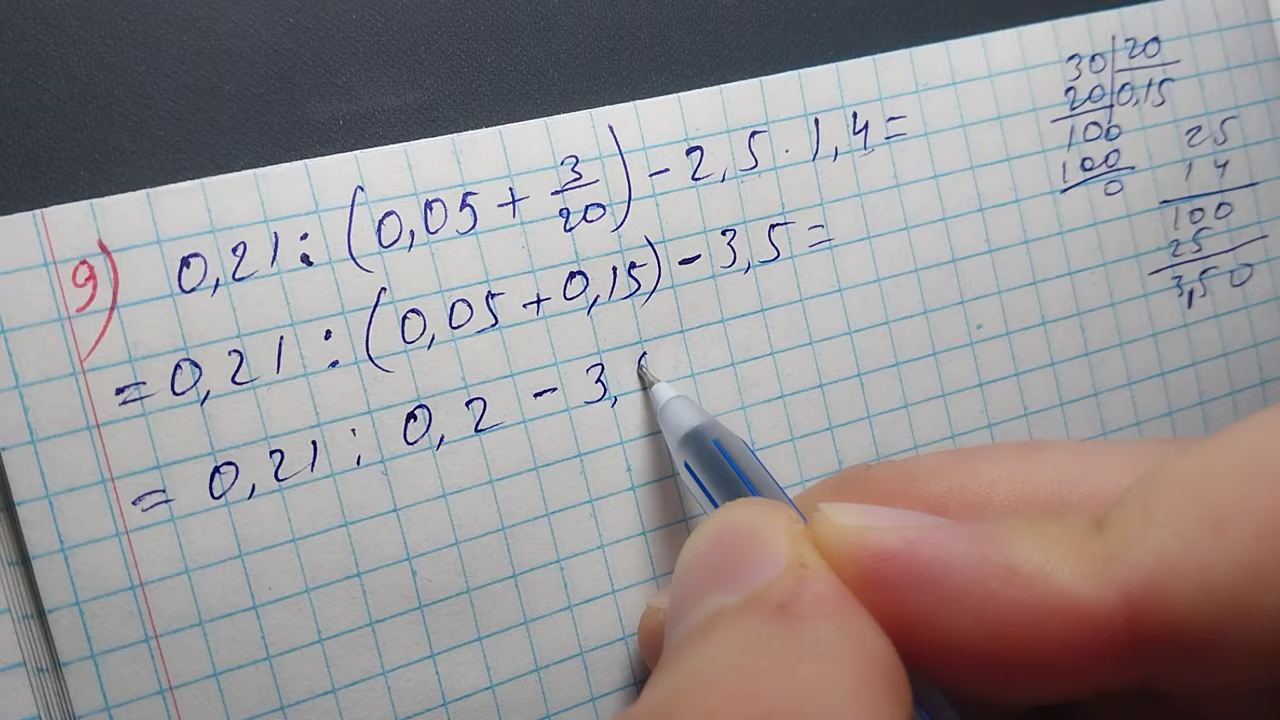 9) 0,21 : (0,05 + 3/20) - 2,5 · 1,4 =
= 0,21 : (0,05 + 0,15) - 3,5 =
= 0,21 : 0,2 - 3,
30 | 20
20 | 0,15
100
100
0
25
14
100
25
3,50